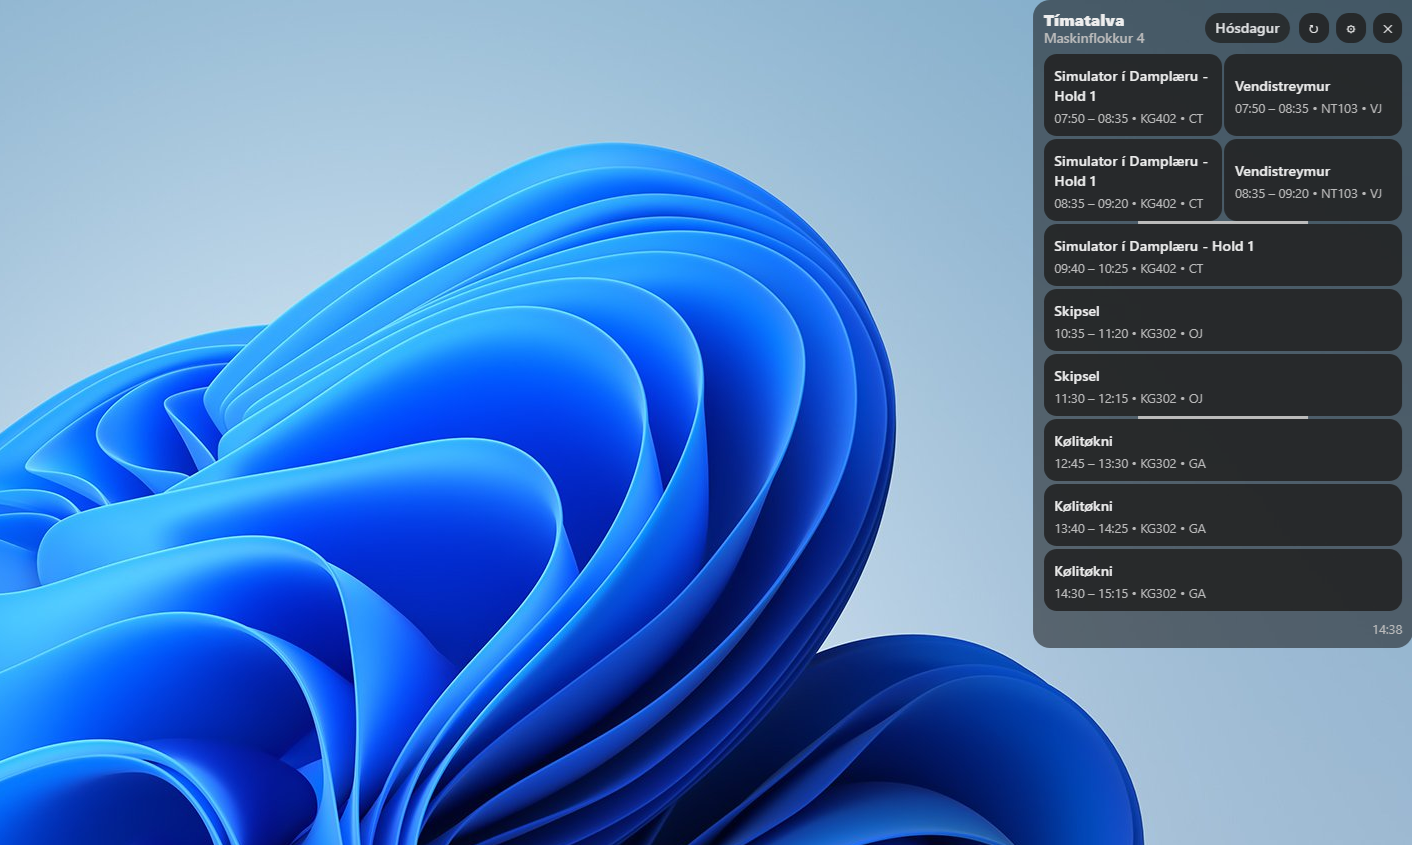 Tímatalva
Maskinflokkur 4
Hósdagur
Simulator í Damplæru -
Hold 1
07:50 – 08:35 • KG402 • CT
Vendistreymur
07:50 – 08:35 • NT103 • VJ
Simulator í Damplæru -
Hold 1
08:35 – 09:20 • KG402 • CT
Vendistreymur
08:35 – 09:20 • NT103 • VJ
Simulator í Damplæru - Hold 1
09:40 – 10:25 • KG402 • CT
Skipsel
10:35 – 11:20 • KG302 • OJ
Skipsel
11:30 – 12:15 • KG302 • OJ
Kølitøkni
12:45 – 13:30 • KG302 • GA
Kølitøkni
13:40 – 14:25 • KG302 • GA
Kølitøkni
14:30 – 15:15 • KG302 • GA
14:38